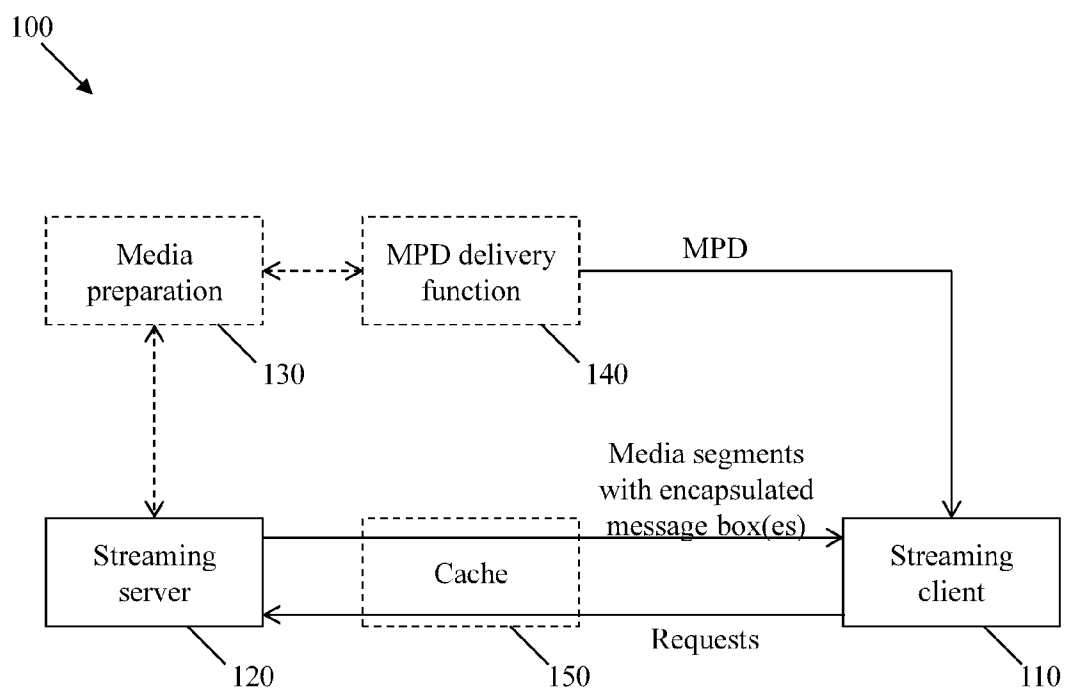 100
Media
preparation
MPD delivery
function
MPD
130
140
Media segments
with encapsulated
message box(es)
Streaming
server
Cache
Streaming
client
Requests
120
150
110